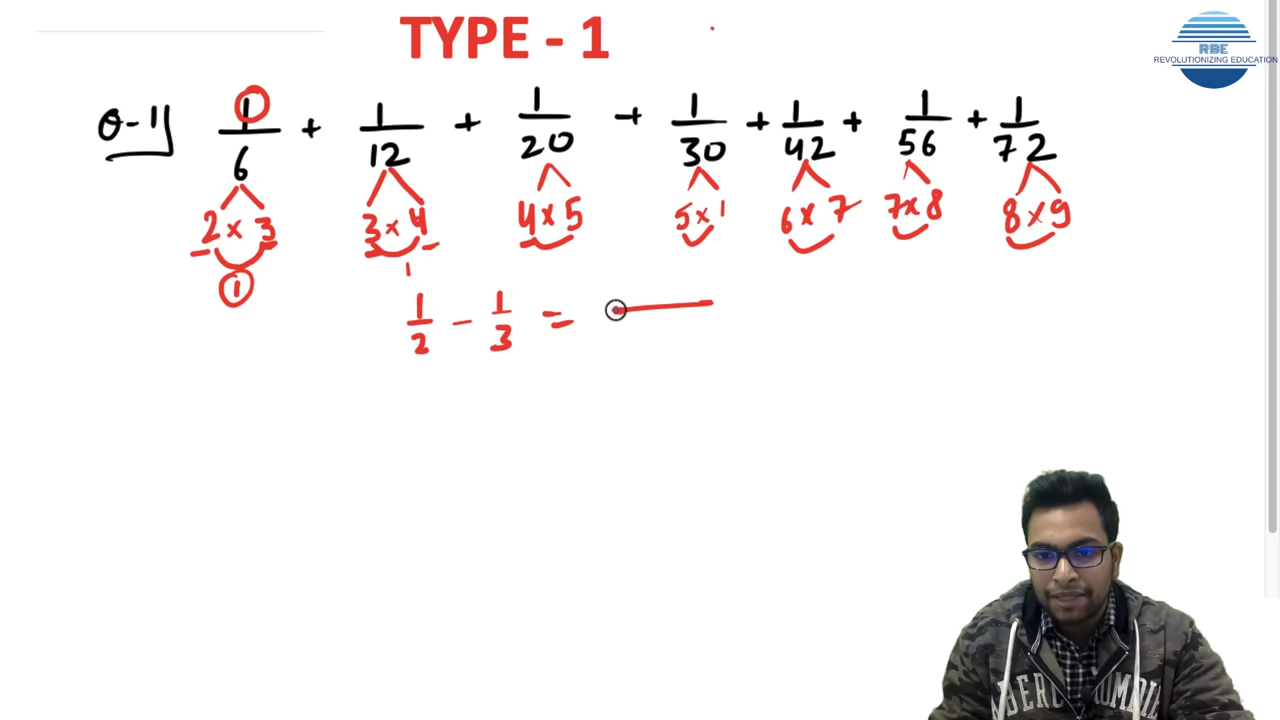 TYPE - 1
RBE
REVOLUTIONIZING EDUCATION
Q-1] 1/6 + 1/12 + 1/20 + 1/30 + 1/42 + 1/56 + 1/72
2 x 3 3 x 4 4 x 5 5 x 1 6 x 7 7 x 8 8 x 9
1 1
1/2 - 1/3 =